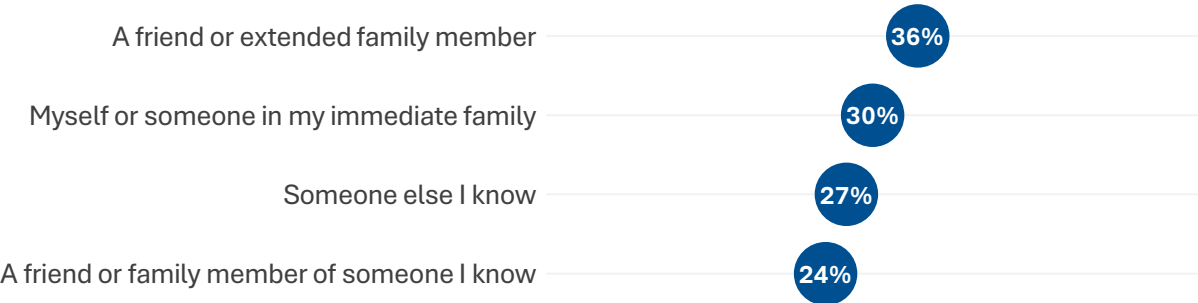 A friend or extended family member 36%
Myself or someone in my immediate family 30%
Someone else I know 27%
A friend or family member of someone I know 24%